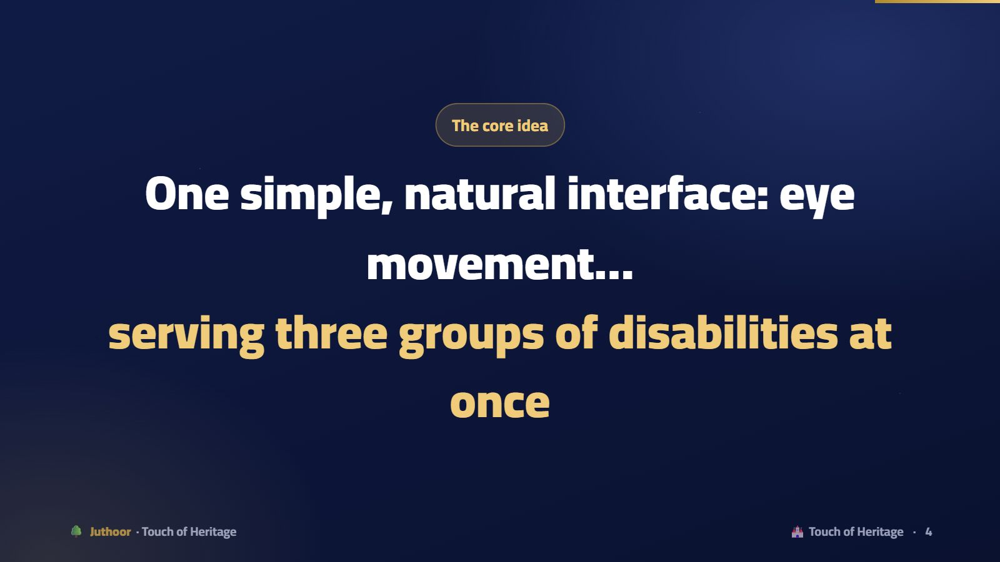 The core idea
One simple, natural interface: eye
movement...
serving three groups of disabilities at
once
Juthoor · Touch of Heritage
Touch of Heritage · 4